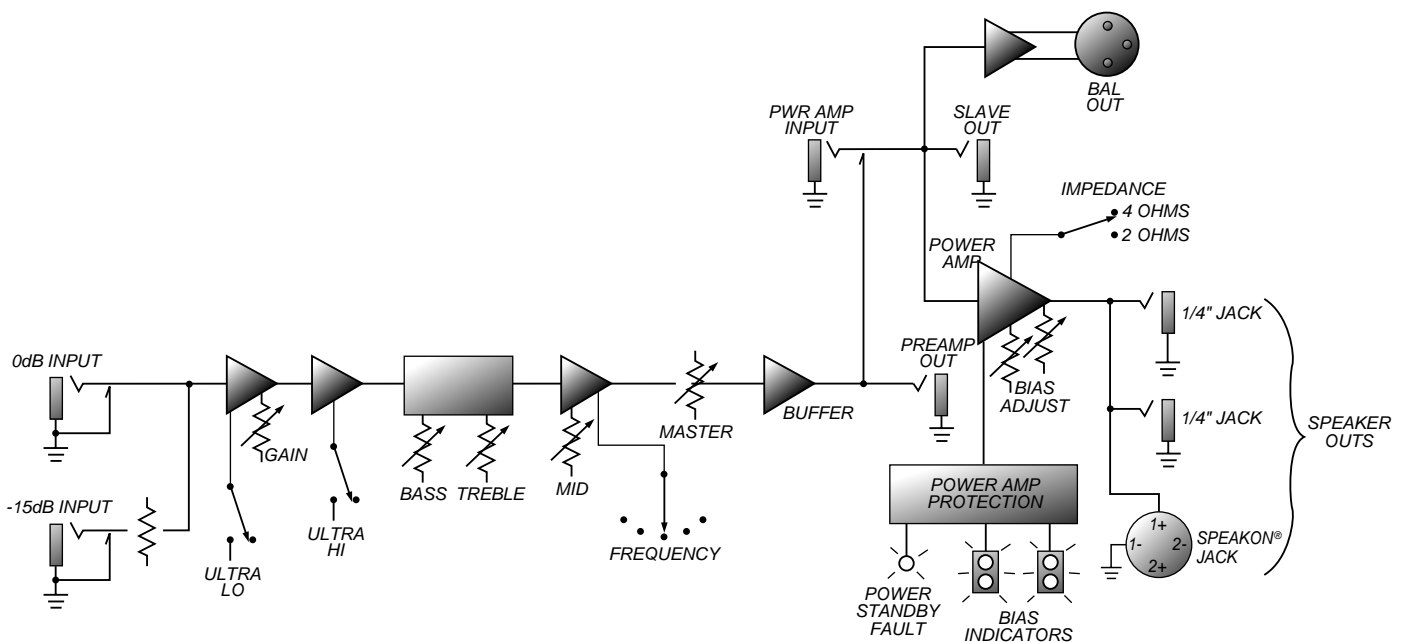 BAL
OUT
PWR AMP
INPUT
SLAVE
OUT
IMPEDANCE
4 OHMS
2 OHMS
POWER
AMP
1/4" JACK
0dB INPUT
PREAMP
OUT
BIAS
ADJUST
BUFFER
MASTER
GAIN
1/4" JACK
SPEAKER
OUTS
BASS
TREBLE
MID
-15dB INPUT
POWER AMP
PROTECTION
ULTRA
HI
FREQUENCY
1+
1-
2-
2+
SPEAKON®
JACK
ULTRA
LO
POWER
STANDBY
FAULT
BIAS
INDICATORS